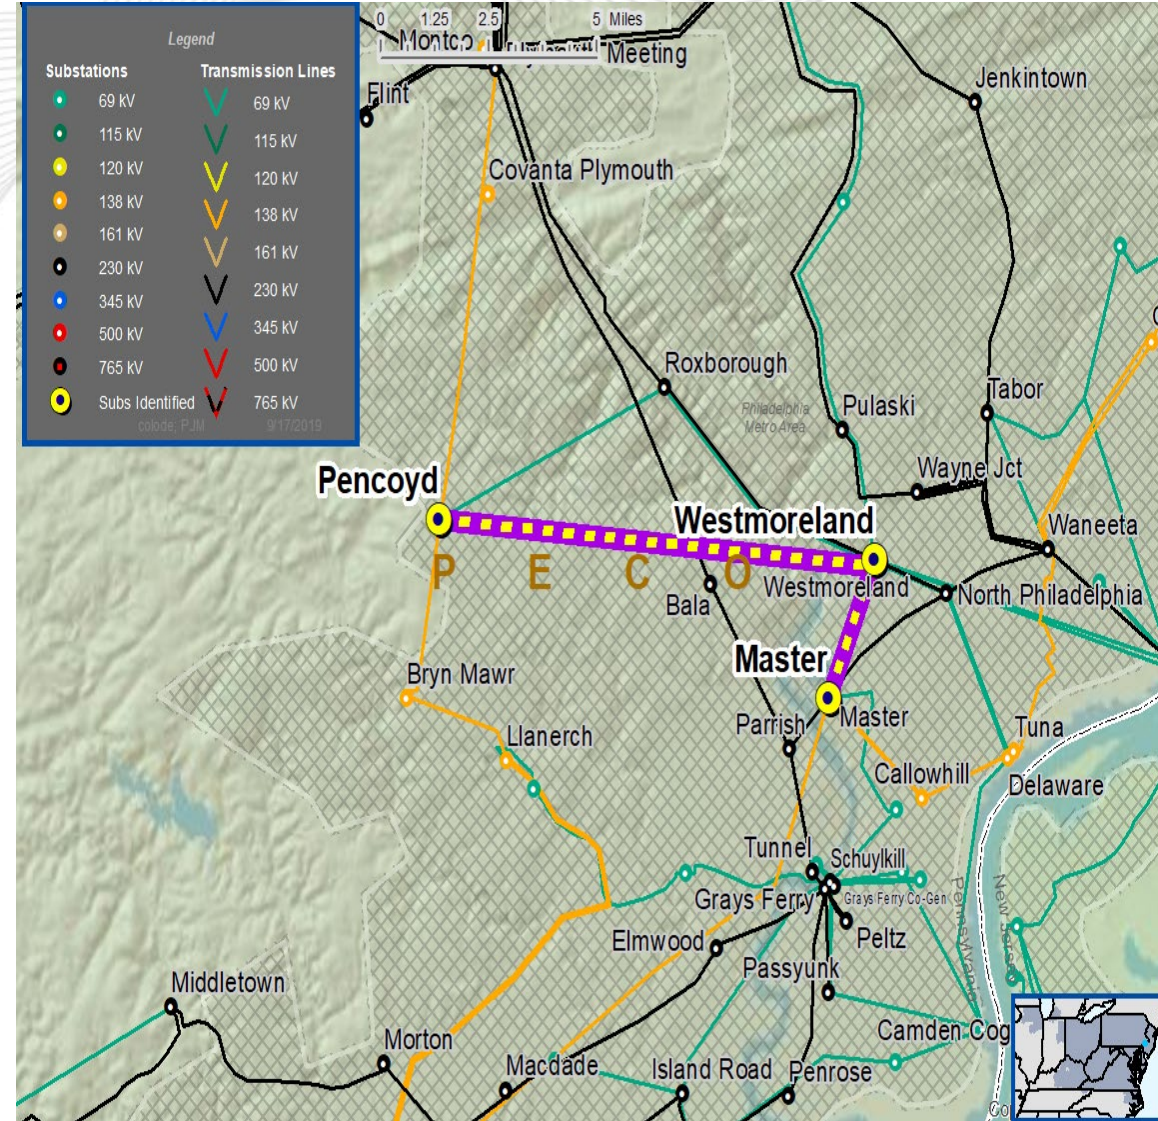 Legend
Substations
69 kV
115 kV
120 kV
138 kV
161 kV
230 kV
345 kV
500 kV
765 kV
Subs Identified
Transmission Lines
69 kV
115 kV
120 kV
138 kV
161 kV
230 kV
345 kV
500 kV
765 kV
colode; PJM
9/17/2019
0 1.25 2.5 5 Miles
Meeting
Flint
Jenkintown
Covanta Plymouth
Roxborough
Philadelphia
Metro Area
Pulaski
Tabor
Wayne Jct
Pencoyd
Westmoreland
Waneeta
P E C O
Westmoreland
Bala
North Philadelphia
Master
Bryn Mawr
Master
Parrish
Llanerch
Tuna
Callowhill
Delaware
Tunnel
Schuylkill
Grays Ferry
Grays Ferry Co-Gen
Pennsylvania
New Jersey
Peltz
Elmwood
Passyunk
Middletown
Camden Cog
Morton
Macdade
Island Road
Penrose